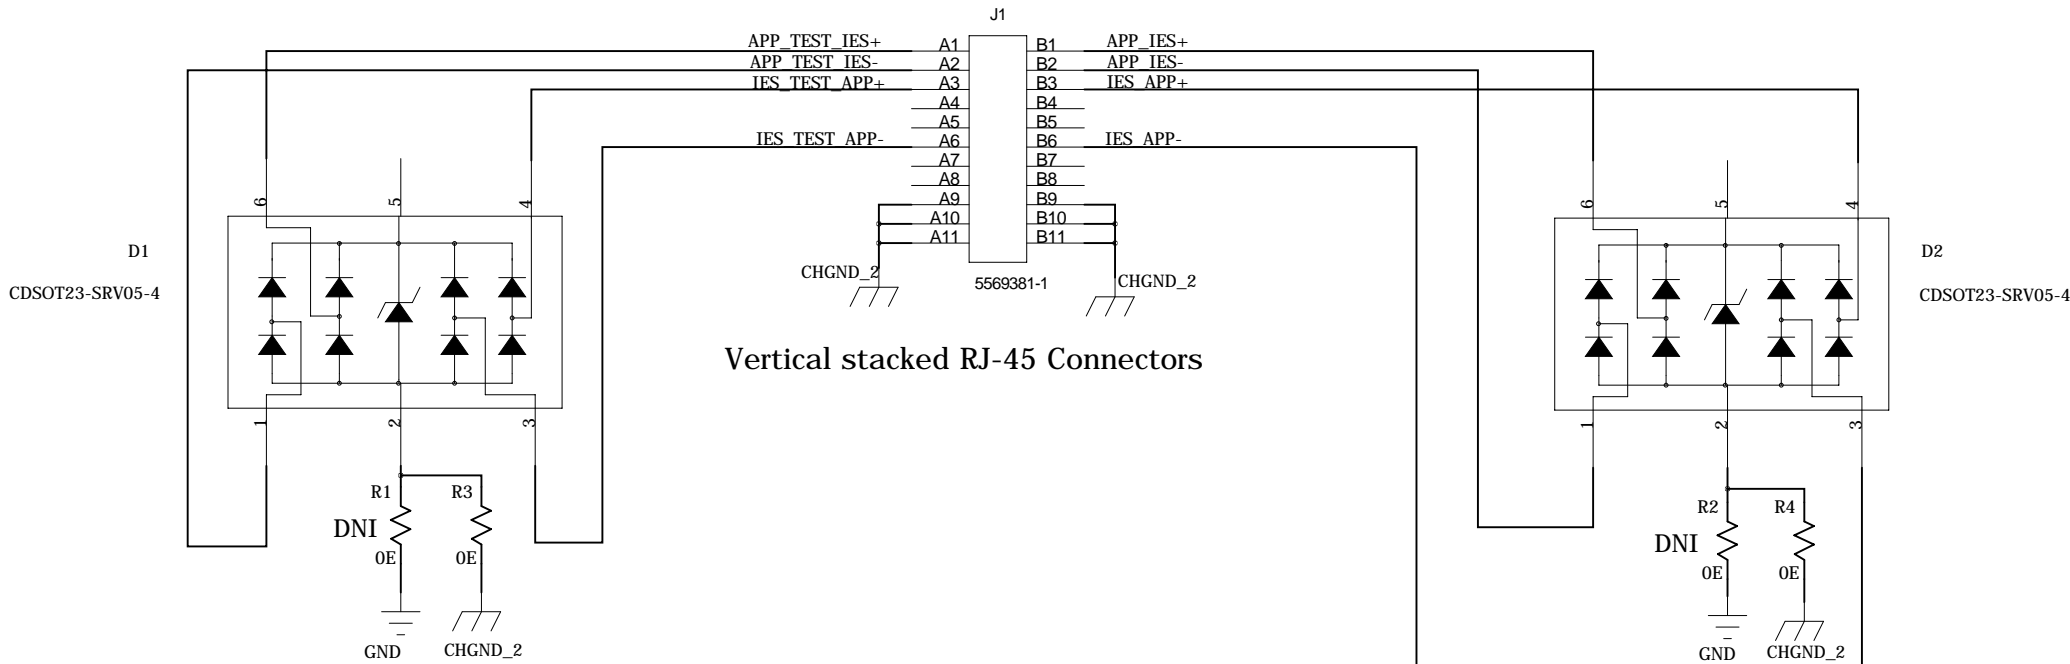 J1
APP_TEST_IES+ A1 B1 APP_IES+
APP_TEST_IES- A2 B2 APP_IES-
IES_TEST_APP+ A3 B3 IES_APP+
A4 B4
A5 B5
IES_TEST_APP- A6 B6 IES_APP-
A7 B7
A8 B8
A9 B9
A10 B10
A11 B11
CHGND_2 CHGND_2
5569381-1
Vertical stacked RJ-45 Connectors
6 5 4
D1
CDSOT23-SRV05-4
1 2 3
R1 R3
DNI
0E 0E
GND CHGND_2
6 5 4
D2
CDSOT23-SRV05-4
1 2 3
R2 R4
DNI
0E 0E
GND CHGND_2